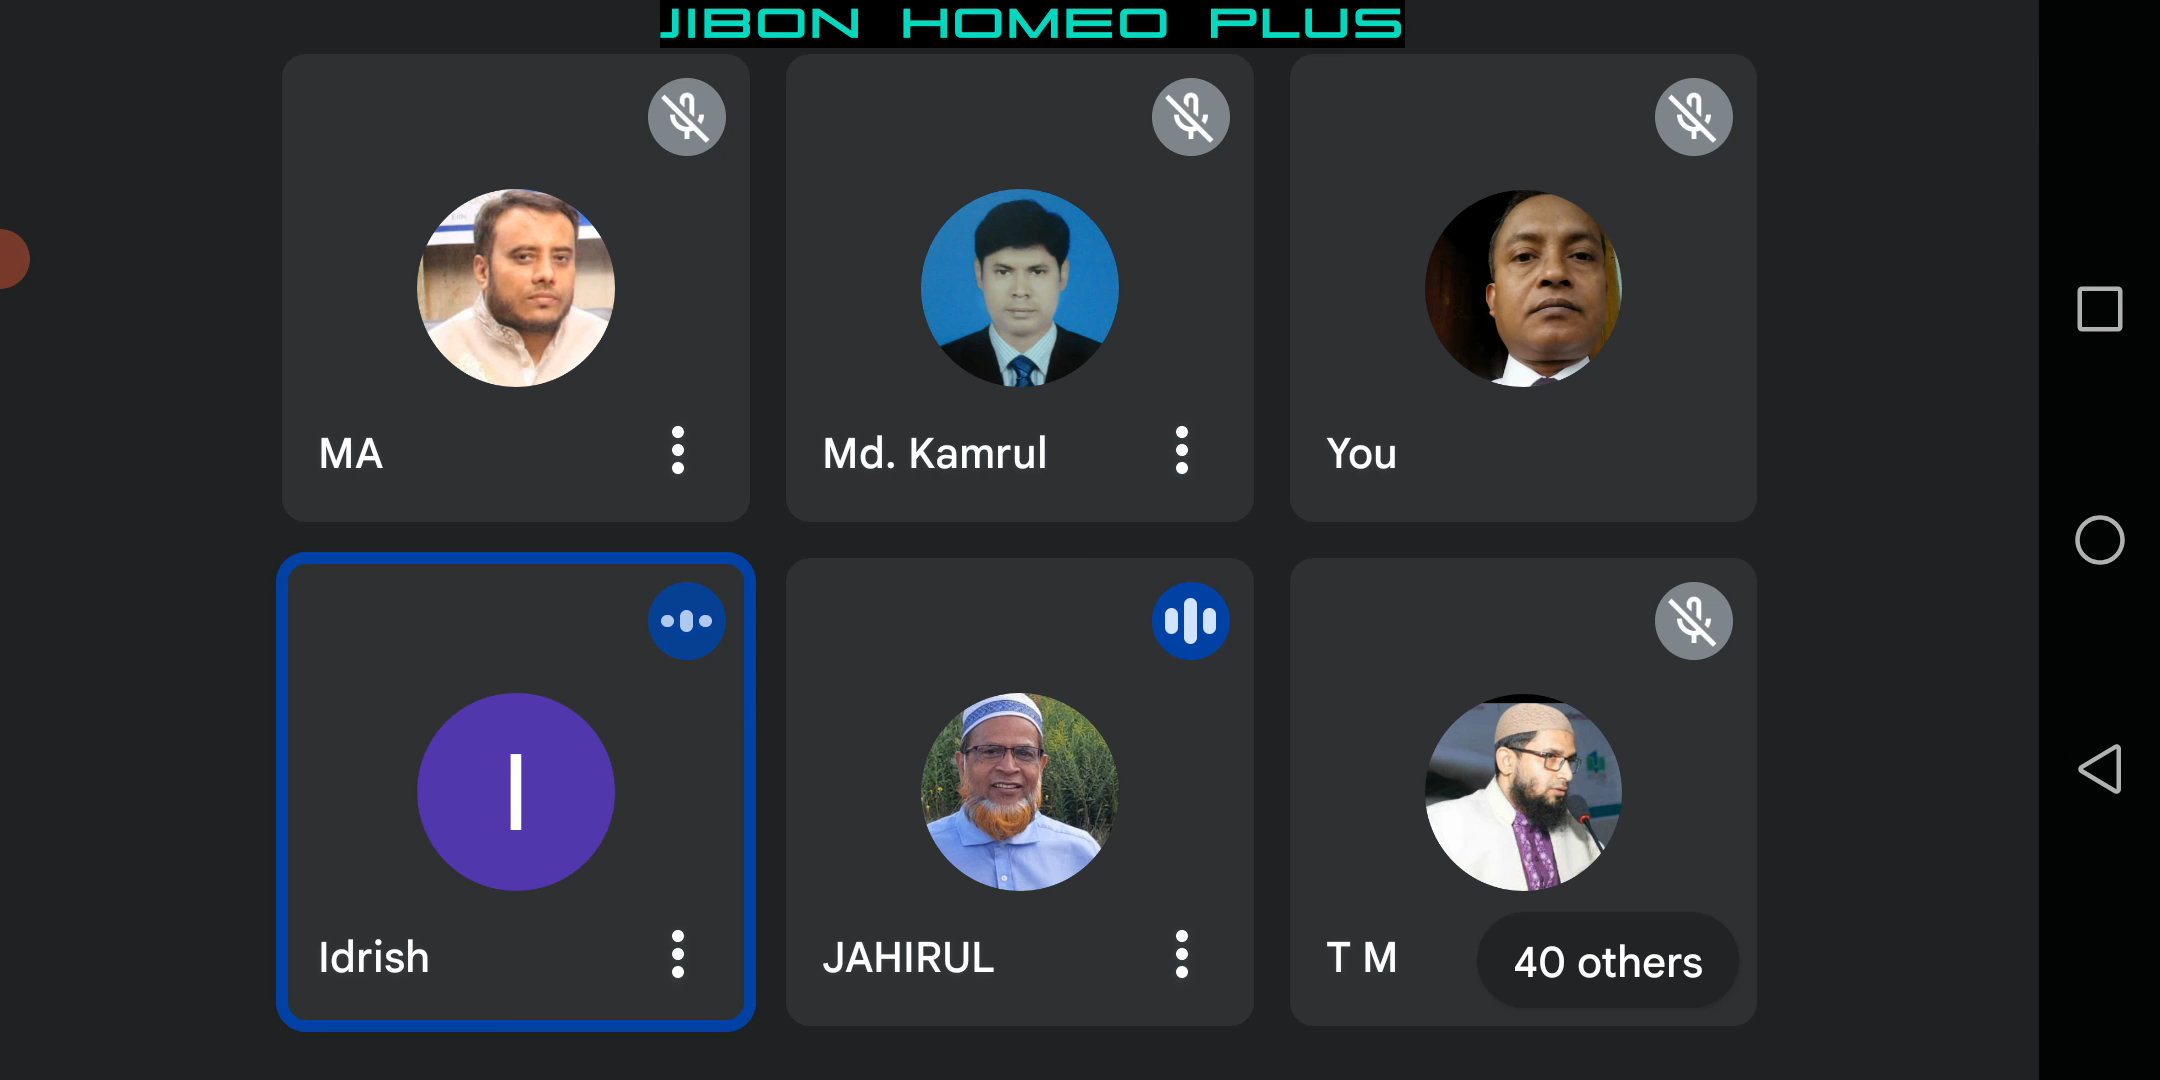 JIBON HOMEO PLUS
MA
Md. Kamrul
You
I
Idrish
JAHIRUL
T M
40 others